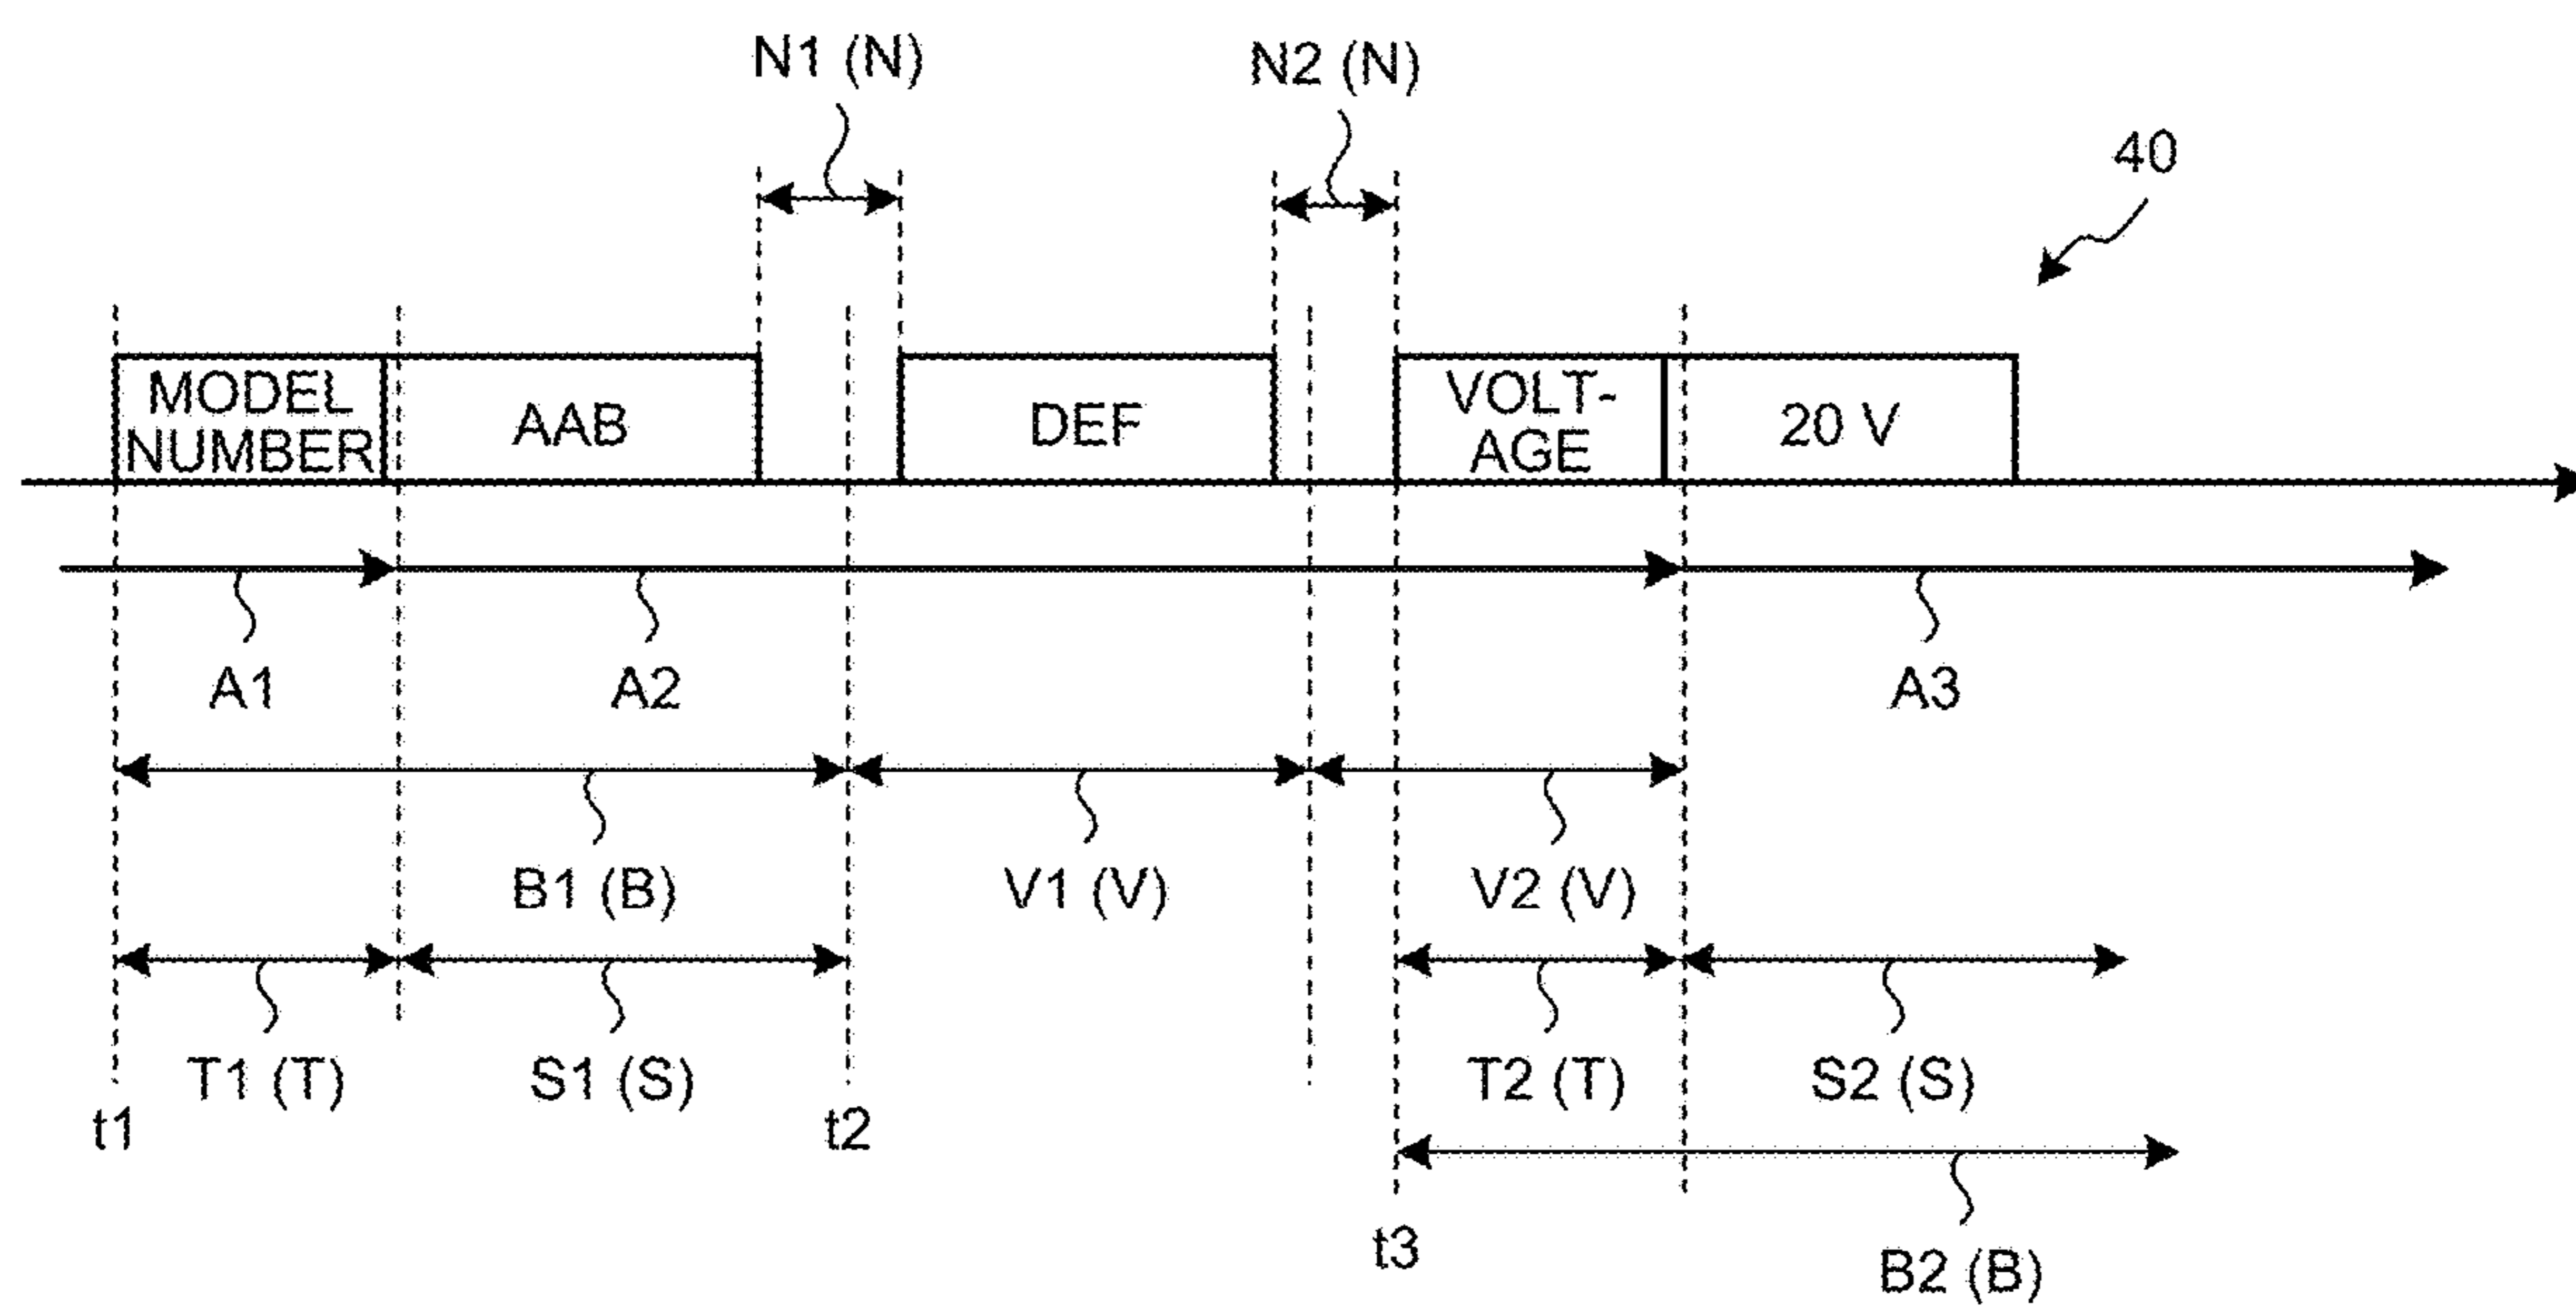 N1 (N)
N2 (N)
40
MODEL
NUMBER
AAB
DEF
VOLT-
AGE
20 V
A1
A2
A3
B1 (B)
V1 (V)
V2 (V)
T1 (T)
S1 (S)
T2 (T)
S2 (S)
t1
t2
t3
B2 (B)